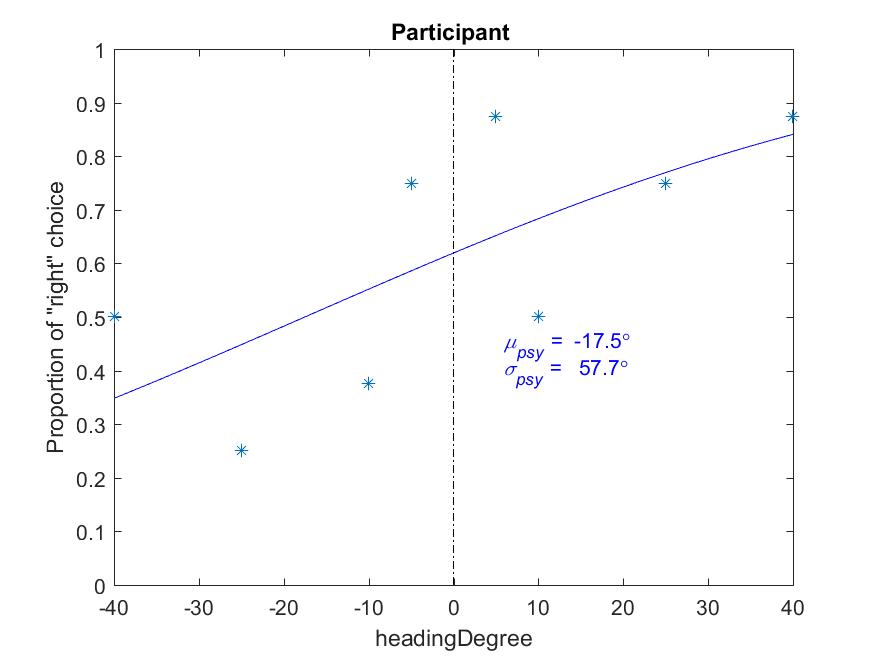 Participant
1
0.9
0.8
0.7
0.6
0.5
0.4
0.3
0.2
0.1
0
Proportion of "right" choice
μpsy = -17.5°
σpsy = 57.7°
-40 -30 -20 -10 0 10 20 30 40
headingDegree